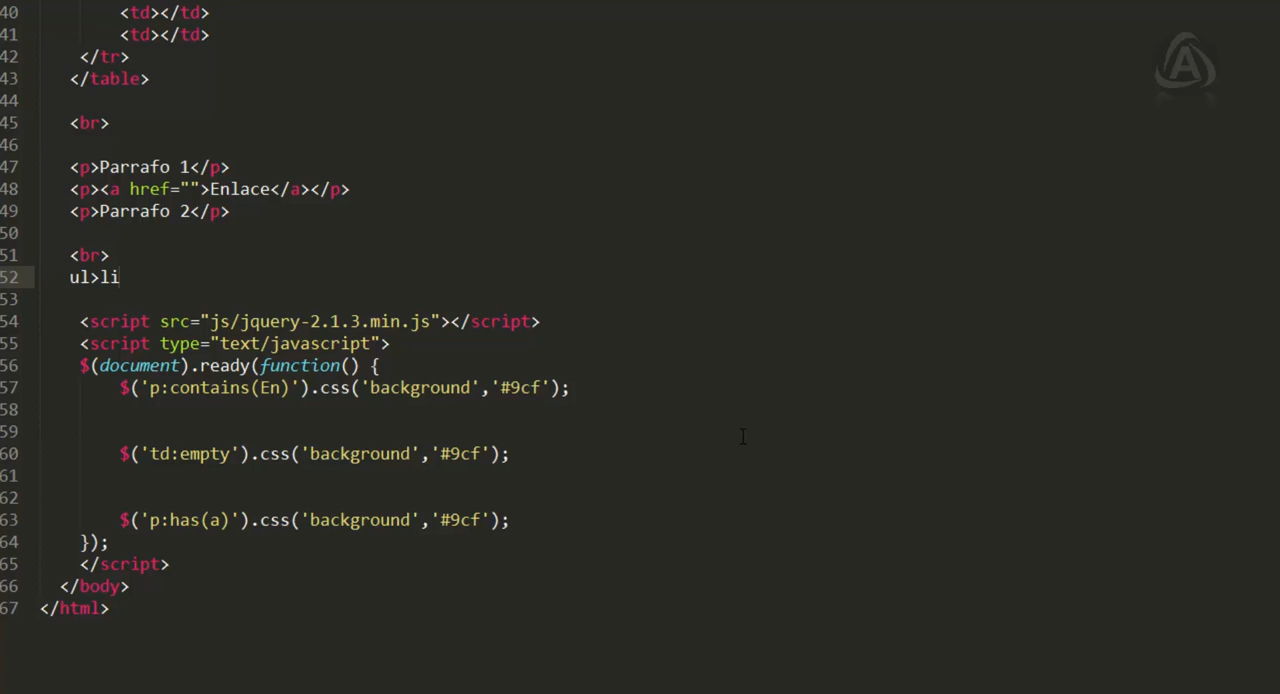 40 <td></td>
41 <td></td>
42 </tr>
43 </table>
44
45 <br>
46
47 <p>Parrafo 1</p>
48 <p><a href="">Enlace</a></p>
49 <p>Parrafo 2</p>
50
51 <br>
52 ul>li
53
54 <script src="js/jquery-2.1.3.min.js"></script>
55 <script type="text/javascript">
56 $(document).ready(function() {
57 $('p:contains(En)').css('background','#9cf');
58
59
60 $('td:empty').css('background','#9cf');
61
62
63 $('p:has(a)').css('background','#9cf');
64 });
65 </script>
66 </body>
67 </html>
A